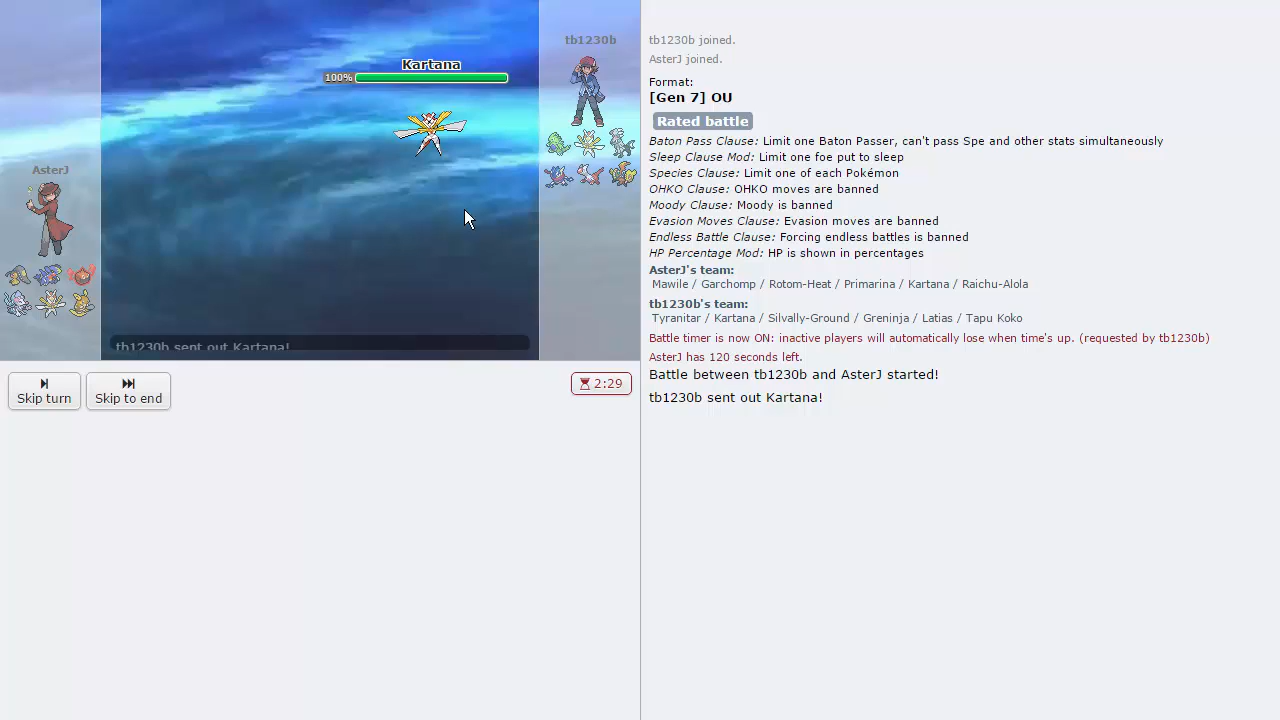 tb1230b
Kartana
100%
AsterJ
tb1230b sent out Kartana!
Skip turn
Skip to end
2:29
tb1230b joined.
AsterJ joined.
Format:
[Gen 7] OU
Rated battle
Baton Pass Clause: Limit one Baton Passer, can't pass Spe and other stats simultaneously
Sleep Clause Mod: Limit one foe put to sleep
Species Clause: Limit one of each Pokémon
OHKO Clause: OHKO moves are banned
Moody Clause: Moody is banned
Evasion Moves Clause: Evasion moves are banned
Endless Battle Clause: Forcing endless battles is banned
HP Percentage Mod: HP is shown in percentages
AsterJ's team:
Mawile / Garchomp / Rotom-Heat / Primarina / Kartana / Raichu-Alola
tb1230b's team:
Tyranitar / Kartana / Silvally-Ground / Greninja / Latias / Tapu Koko
Battle timer is now ON: inactive players will automatically lose when time's up. (requested by tb1230b)
AsterJ has 120 seconds left.
Battle between tb1230b and AsterJ started!
tb1230b sent out Kartana!